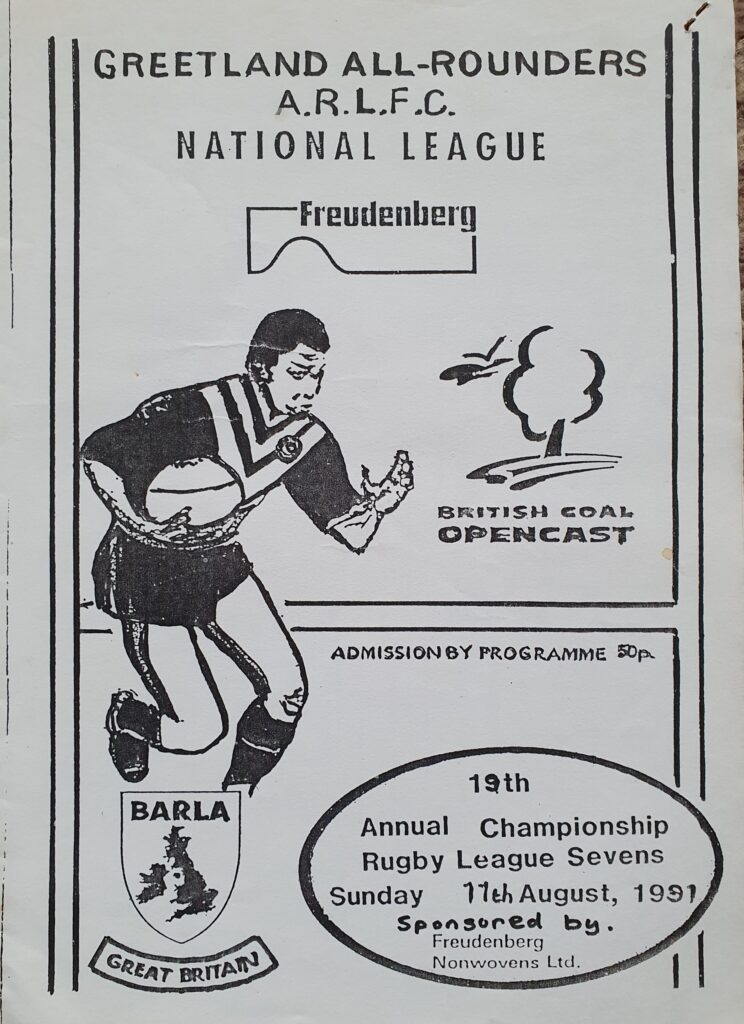 GREETLAND ALL-ROUNDERS
A.R.L.F.C.
NATIONAL LEAGUE
Freudenberg
BRITISH COAL
OPENCAST
ADMISSION BY PROGRAMME 50p.
19th
Annual Championship
Rugby League Sevens
Sunday 11th August, 1991
Sponsored by.
Freudenberg
Nonwovens Ltd.
BARLA
GREAT BRITAIN